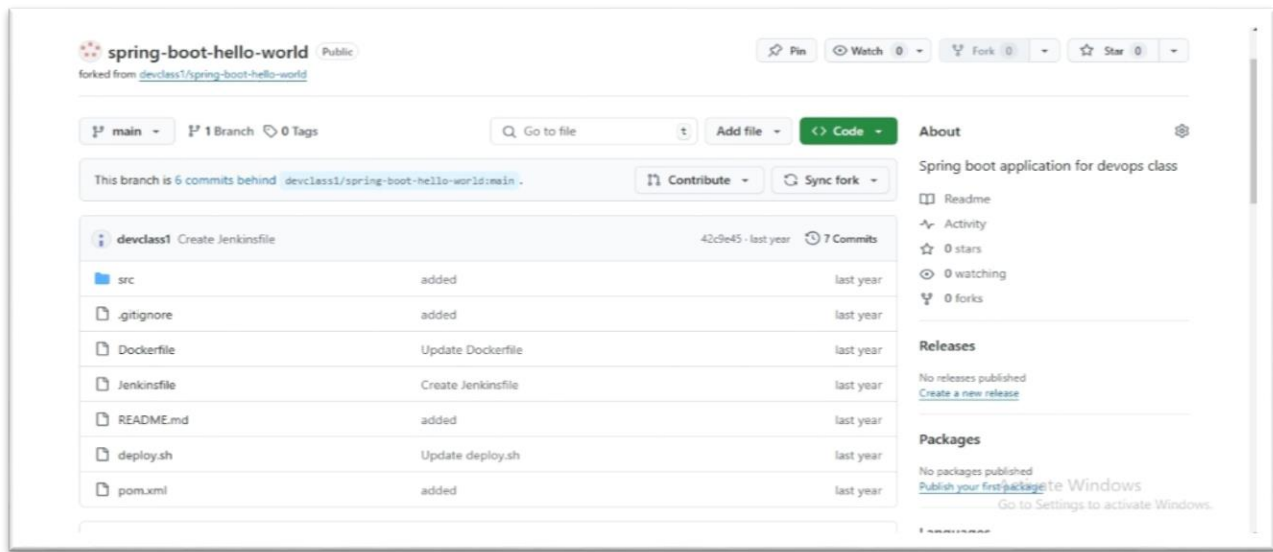 spring-boot-hello-world Public
Pin Watch 0 Fork 0 Star 0
forked from devclass1/spring-boot-hello-world
main 1 Branch 0 Tags Go to file t Add file <> Code
This branch is 6 commits behind devclass1/spring-boot-hello-world:main .
Contribute Sync fork
devclass1 Create Jenkinsfile 42c9e45 · last year 7 Commits
src added last year
.gitignore added last year
Dockerfile Update Dockerfile last year
Jenkinsfile Create Jenkinsfile last year
README.md added last year
deploy.sh Update deploy.sh last year
pom.xml added last year
About
Spring boot application for devops class
Readme
Activity
0 stars
0 watching
0 forks
Releases
No releases published
Create a new release
Packages
No packages published
Publish your first package
Activate Windows
Go to Settings to activate Windows.
Languages